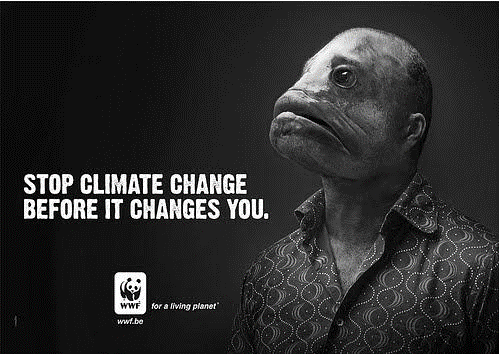 STOP CLIMATE CHANGE
BEFORE IT CHANGES YOU.
WWF
for a living planet®
wwf.be